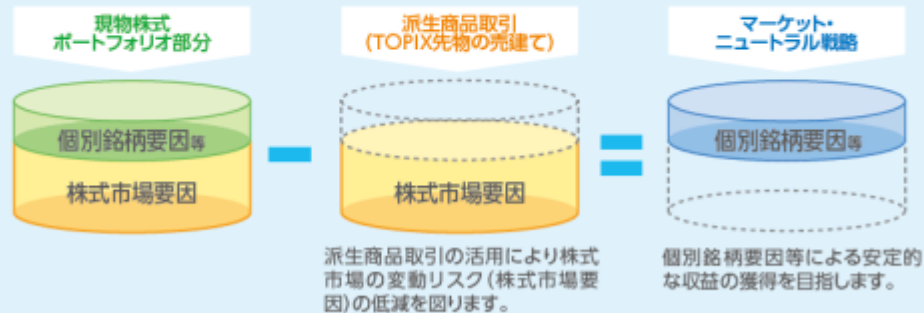 現物株式
ポートフォリオ部分
派生商品取引
(TOPIX先物の売建て)
マーケット・
ニュートラル戦略
個別銘柄要因等
株式市場要因
株式市場要因
個別銘柄要因等
派生商品取引の活用により株式
市場の変動リスク(株式市場要
因)の低減を図ります。
個別銘柄要因等による安定的
な収益の獲得を目指します。